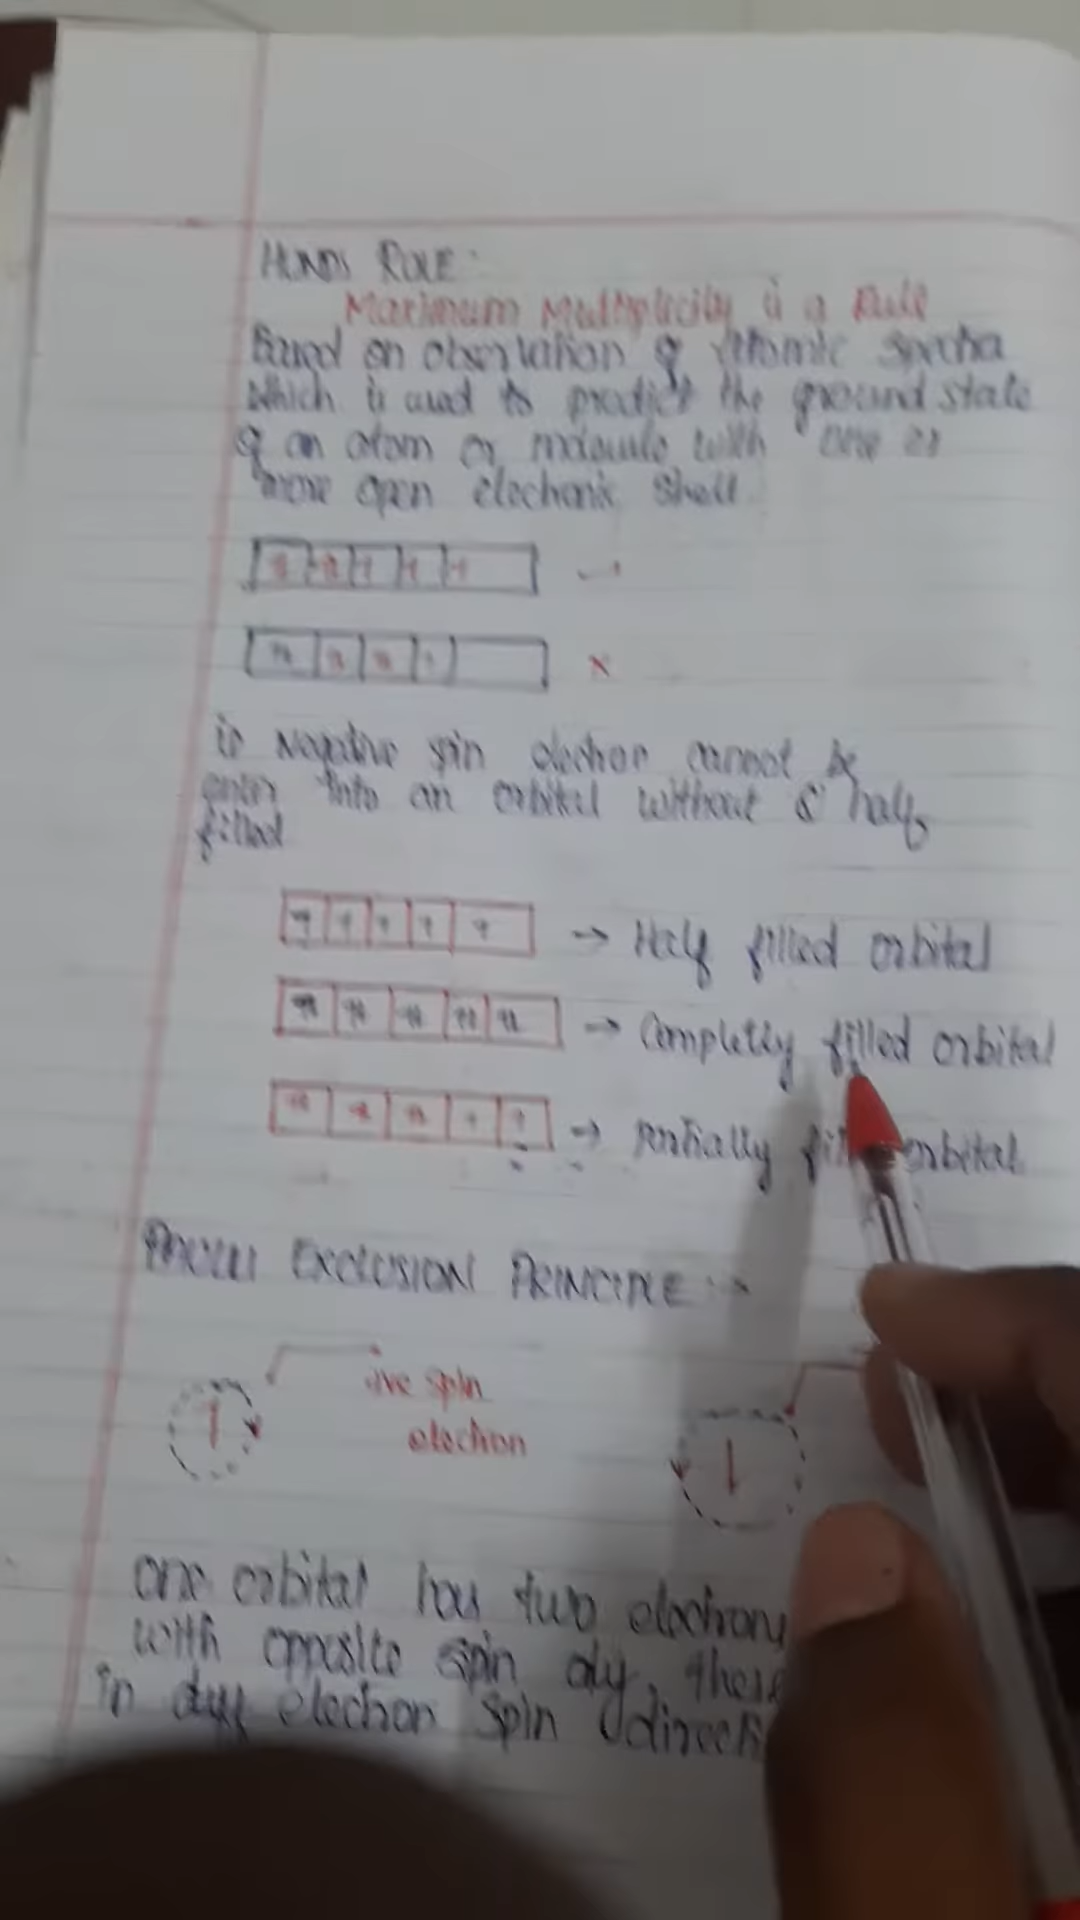 HUNDS RULE:
Maximum Multiplicity is a Rule
Based on observation of Atomic Spectra
which is used to predict the ground state
of an atom or molecule with one or
more open electronic Shell
is Negative spin electron cannot be
enter into an orbital without half
filled
→ Half filled orbital
→ Completly filled orbital
→ partially orbital
PAULI EXCLUSION PRINCIPLE :-
+ve spin
electron
one orbital has two electrons
with opposite spin only,
in electron spin